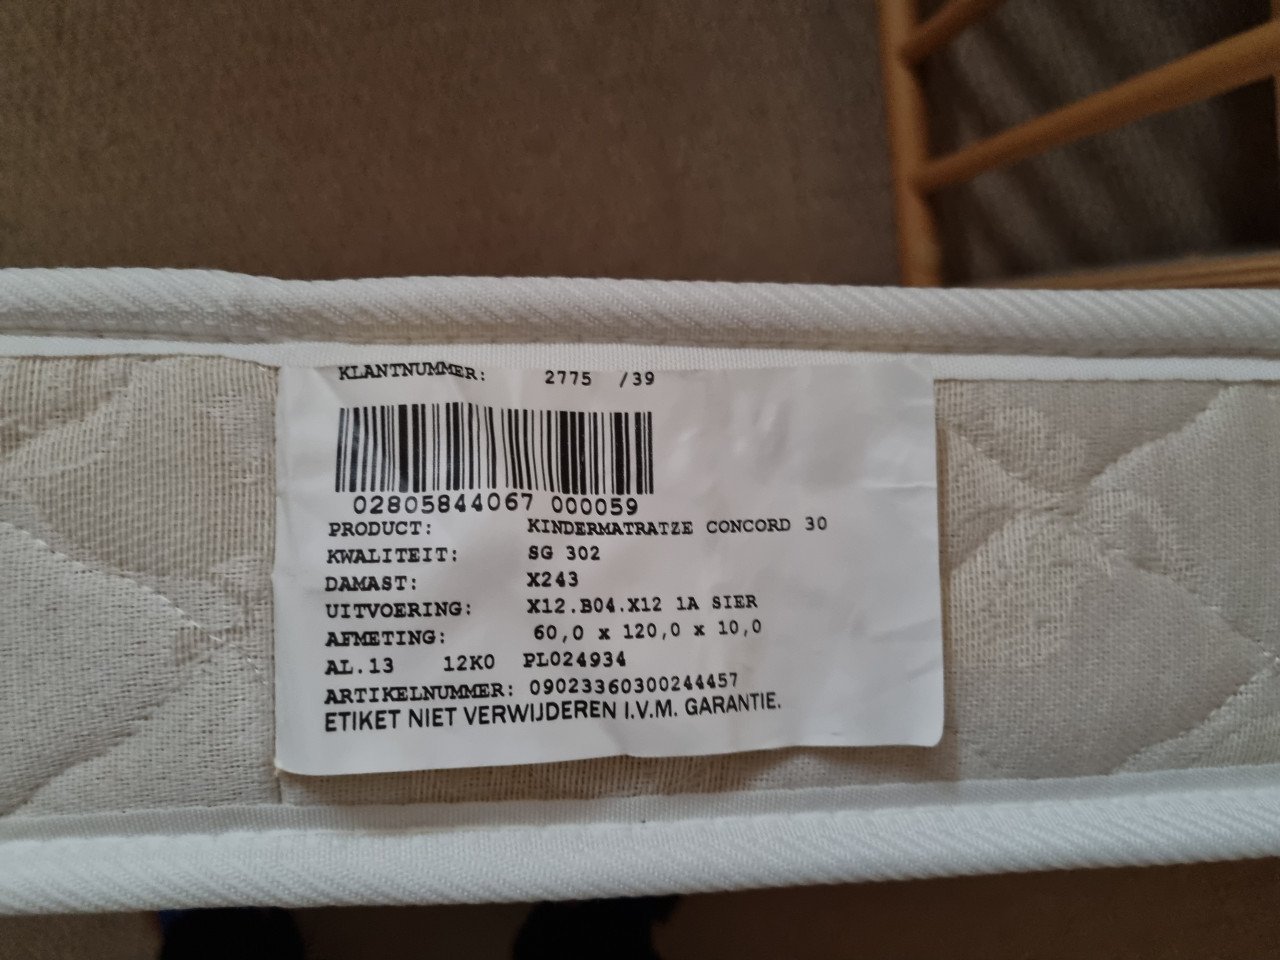 KLANTNUMMER: 2775 /39
02805844067 000059
PRODUCT: KINDERMATRATZE CONCORD 30
KWALITEIT: SG 302
DAMAST: X243
UITVOERING: X12.B04.X12 1A SIER
AFMETING: 60,0 x 120,0 x 10,0
AL.13 12K0 PL024934
ARTIKELNUMMER: 09023360300244457
ETIKET NIET VERWIJDEREN I.V.M. GARANTIE.